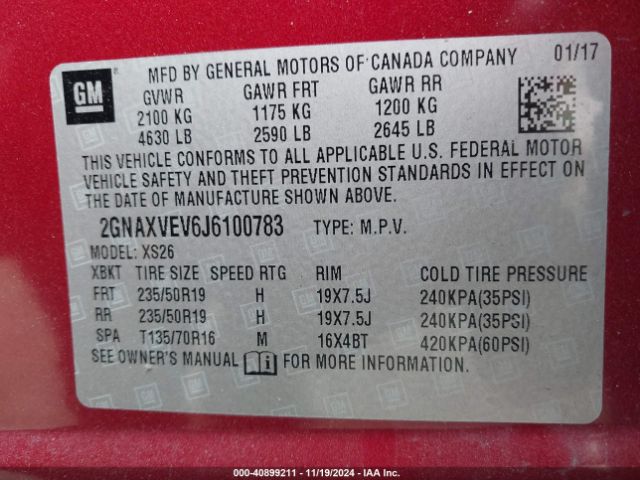 GM
MFD BY GENERAL MOTORS OF CANADA COMPANY 01/17
GVWR GAWR FRT GAWR RR
2100 KG 1175 KG 1200 KG
4630 LB 2590 LB 2645 LB
THIS VEHICLE CONFORMS TO ALL APPLICABLE U.S. FEDERAL MOTOR
VEHICLE SAFETY AND THEFT PREVENTION STANDARDS IN EFFECT ON
THE DATE OF MANUFACTURE SHOWN ABOVE.
2GNAXVEV6J6100783 TYPE: M.P.V.
MODEL: XS26
XBKT TIRE SIZE SPEED RTG RIM COLD TIRE PRESSURE
FRT 235/50R19 H 19X7.5J 240KPA(35PSI)
RR 235/50R19 H 19X7.5J 240KPA(35PSI)
SPA T135/70R16 M 16X4BT 420KPA(60PSI)
SEE OWNER'S MANUAL FOR MORE INFORMATION.
000-40899211 - 11/19/2024 - IAA Inc.